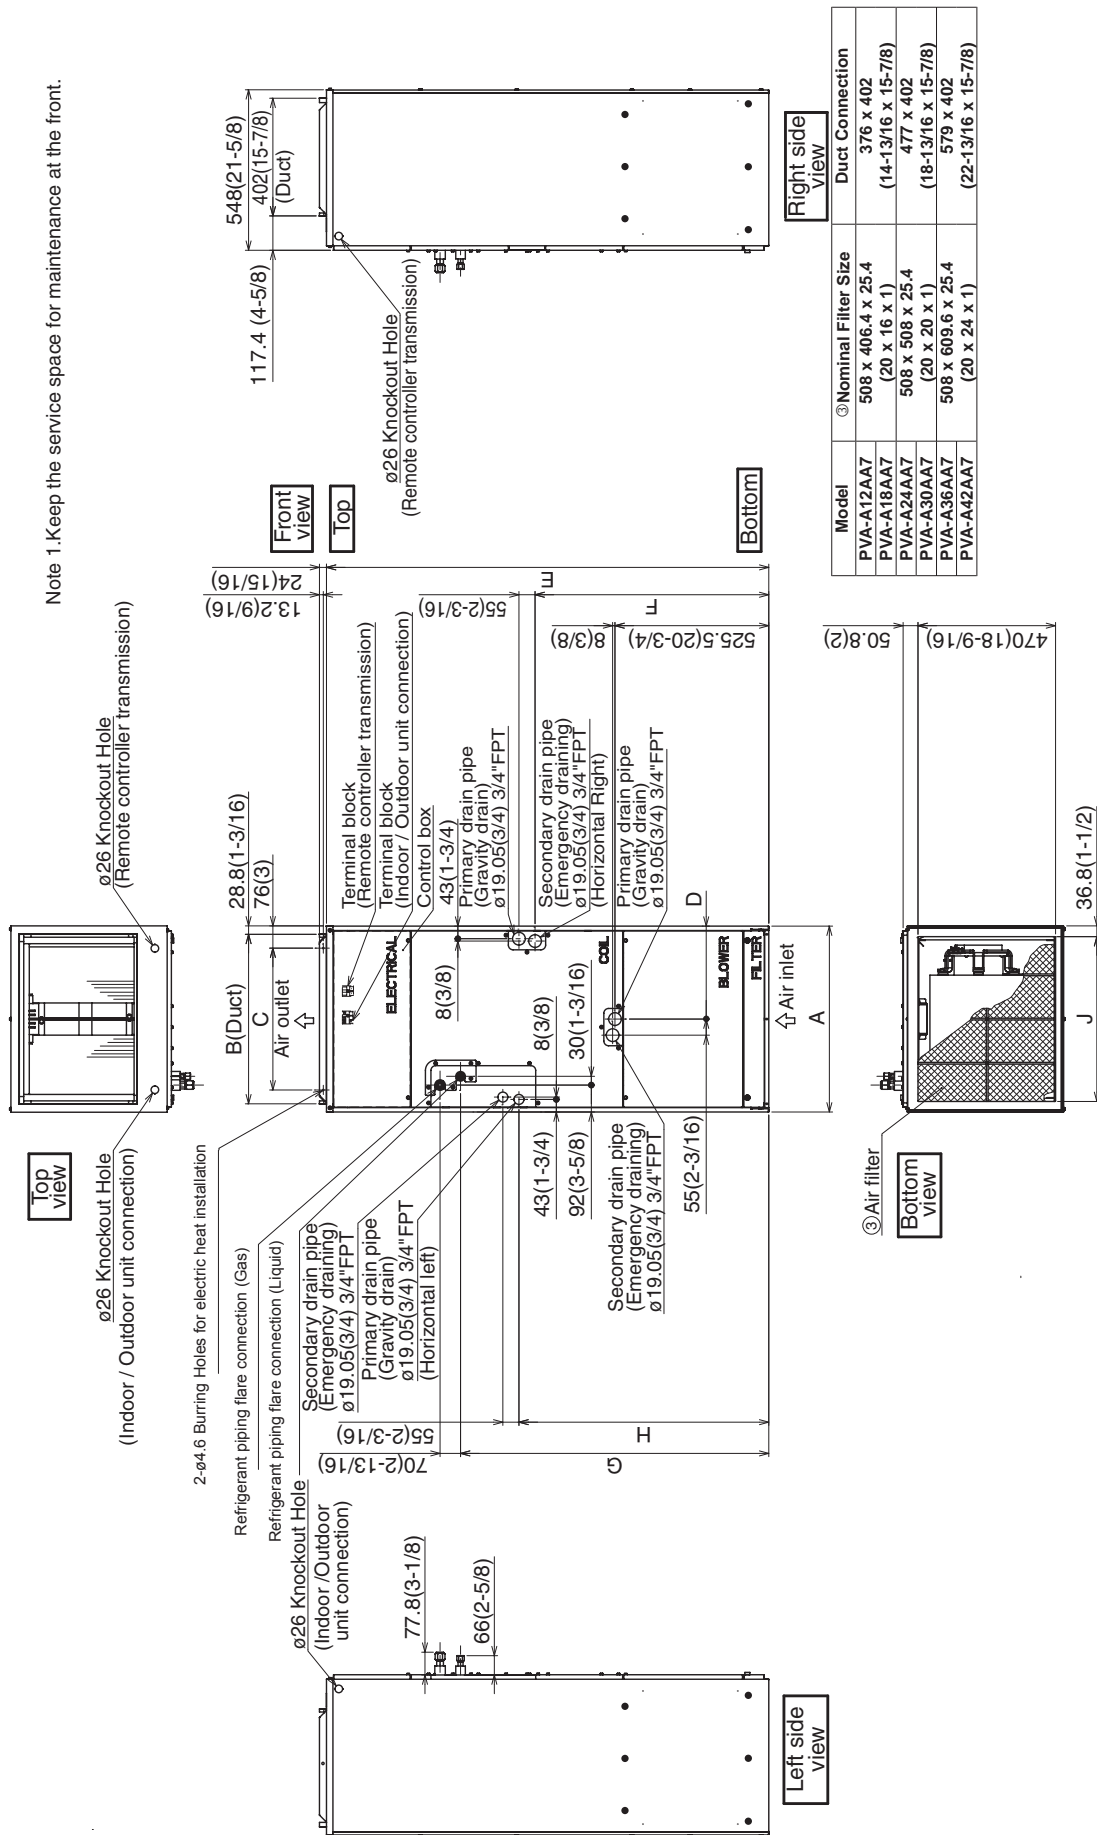 Note 1.Keep the service space for maintenance at the front.
Top
view
ø26 Knockout Hole
(Indoor / Outdoor unit connection)
ø26 Knockout Hole
(Remote controller transmission)
Left side
view
ø26 Knockout Hole
(Indoor /Outdoor
unit connection)
77.8(3-1/8)
66(2-5/8)
Front
view
Top
Bottom
28.8(1-3/16)
76(3)
B(Duct)
C
Air outlet
13.2(9/16)
24(15/16)
2-ø4.6 Burring Holes for electric heat installation
Refrigerant piping flare connection (Gas)
Refrigerant piping flare connection (Liquid)
Secondary drain pipe
(Emergency draining)
ø19.05(3/4) 3/4"FPT
Primary drain pipe
(Gravity drain)
ø19.05(3/4) 3/4"FPT
(Horizontal left)
70(2-13/16)
55(2-3/16)
G
H
Terminal block
(Remote controller transmission)
Terminal block
(Indoor / Outdoor unit connection)
Control box
43(1-3/4)
Primary drain pipe
(Gravity drain)
ø19.05(3/4) 3/4"FPT
Secondary drain pipe
(Emergency draining)
ø19.05(3/4) 3/4"FPT
(Horizontal Right)
Primary drain pipe
(Gravity drain)
ø19.05(3/4) 3/4"FPT
D
ELECTRICAL
COIL
BLOWER
FILTER
8(3/8)
8(3/8)
30(1-3/16)
43(1-3/4)
92(3-5/8)
Secondary drain pipe
(Emergency draining)
ø19.05(3/4) 3/4"FPT
55(2-3/16)
Air inlet
A
E
55(2-3/16)
F
8(3/8)
525.5(20-3/4)
Right side
view
548(21-5/8)
402(15-7/8)
(Duct)
117.4 (4-5/8)
ø26 Knockout Hole
(Remote controller transmission)
Bottom
view
③Air filter
50.8(2)
470(18-9/16)
J
36.8(1-1/2)
Model ③Nominal Filter Size Duct Connection
PVA-A12AA7 508 x 406.4 x 25.4 376 x 402
PVA-A18AA7 (20 x 16 x 1) (14-13/16 x 15-7/8)
PVA-A24AA7 508 x 508 x 25.4 477 x 402
PVA-A30AA7 (20 x 20 x 1) (18-13/16 x 15-7/8)
PVA-A36AA7 508 x 609.6 x 25.4 579 x 402
PVA-A42AA7 (20 x 24 x 1) (22-13/16 x 15-7/8)